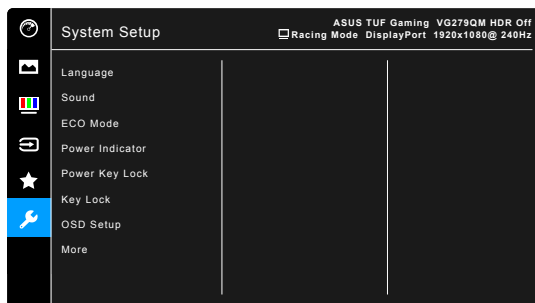 System Setup
ASUS TUF Gaming VG279QM HDR Off
Racing Mode DisplayPort 1920x1080@ 240Hz
Language
Sound
ECO Mode
Power Indicator
Power Key Lock
Key Lock
OSD Setup
More